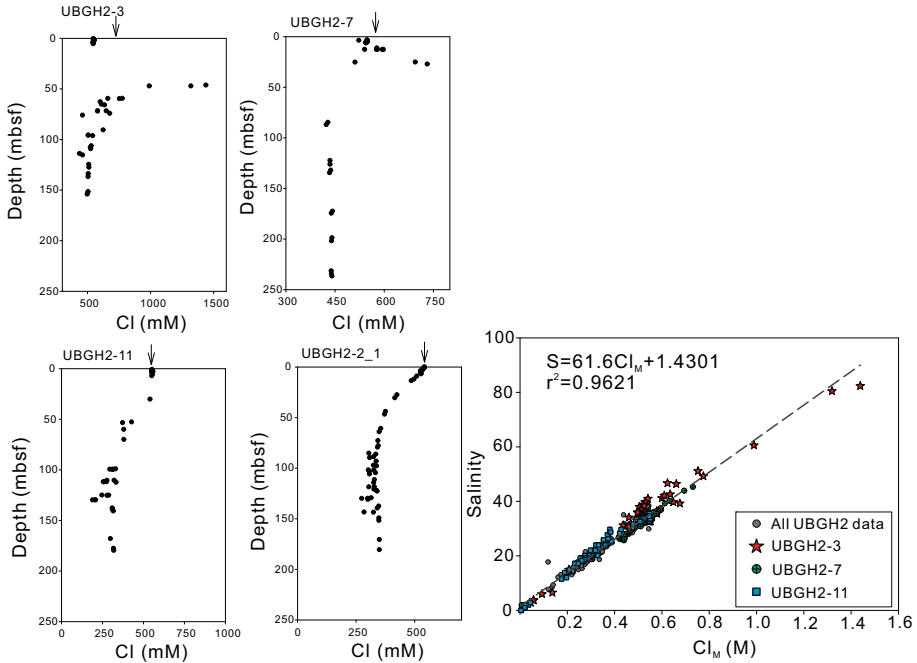 UBGH2-3
0
50
100
150
200
250
Depth (mbsf)
500 1000 1500
Cl (mM)
UBGH2-7
0
50
100
150
200
250
Depth (mbsf)
300 450 600 750
Cl (mM)
UBGH2-11
0
50
100
150
200
250
Depth (mbsf)
0 250 500 750 1000
Cl (mM)
UBGH2-2_1
0
50
100
150
200
250
Depth (mbsf)
0 250 500 750
Cl (mM)
S=61.6Cl_M+1.4301
r²=0.9621
100
80
60
40
20
0
Salinity
All UBGH2 data
UBGH2-3
UBGH2-7
UBGH2-11
0.2 0.4 0.6 0.8 1.0 1.2 1.4 1.6
Cl_M (M)